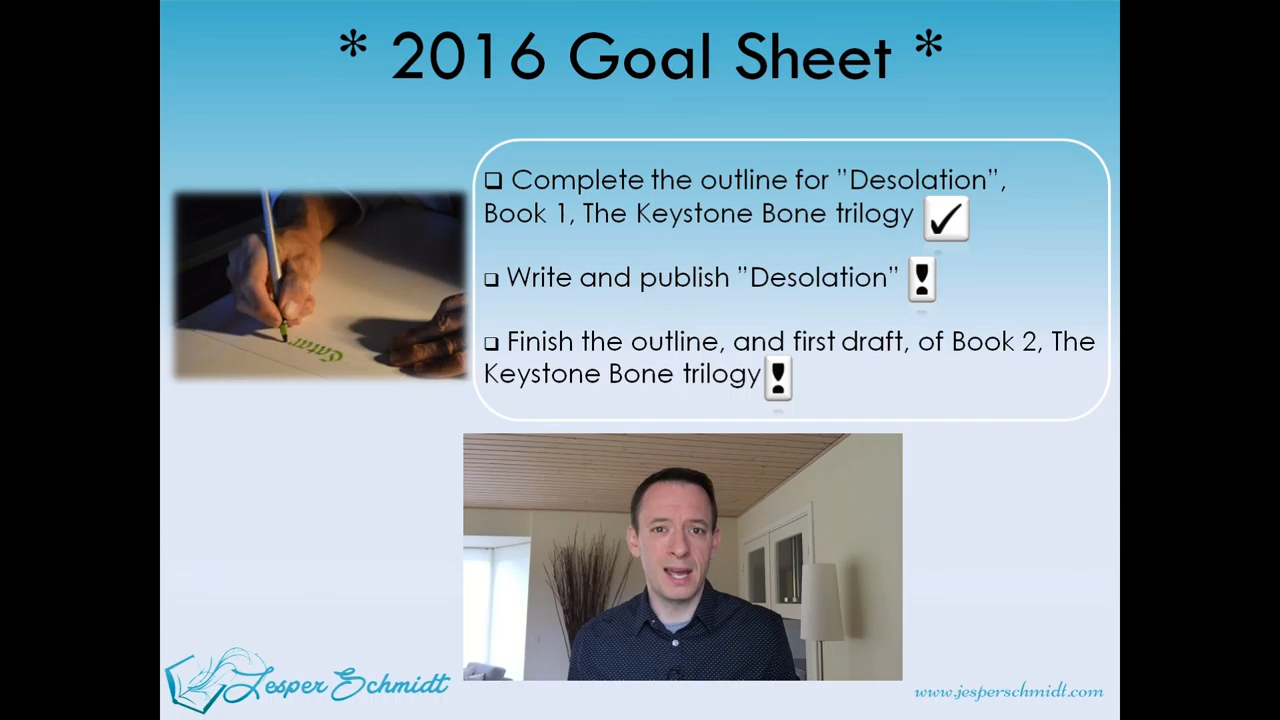 * 2016 Goal Sheet *
❑ Complete the outline for ”Desolation”,
Book 1, The Keystone Bone trilogy
❑ Write and publish ”Desolation”
❑ Finish the outline, and first draft, of Book 2, The
Keystone Bone trilogy
Jesper Schmidt
www.jesperschmidt.com